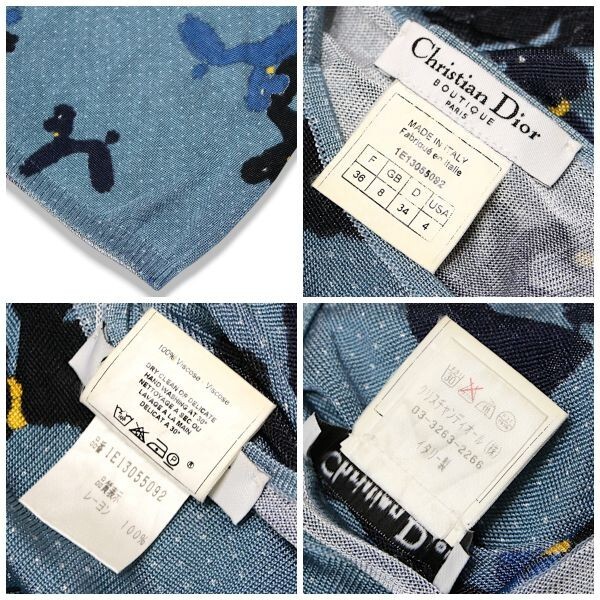 Christian Dior
BOUTIQUE
PARIS
MADE IN ITALY
Fabriqué en Italie
1E13055092
F GB D USA
36 8 34 4
100% Viscose - Viscose
DRY CLEAN OR DELICATE
HAND WASHING AT 30°
NETTOYAGE A SEC OU
DELICAT A 30°
品番 1E13055092
品質表示
レーヨン 100%
クリスチャンディオール(株)
03-3263-2266
イタリー製
Christian Dior